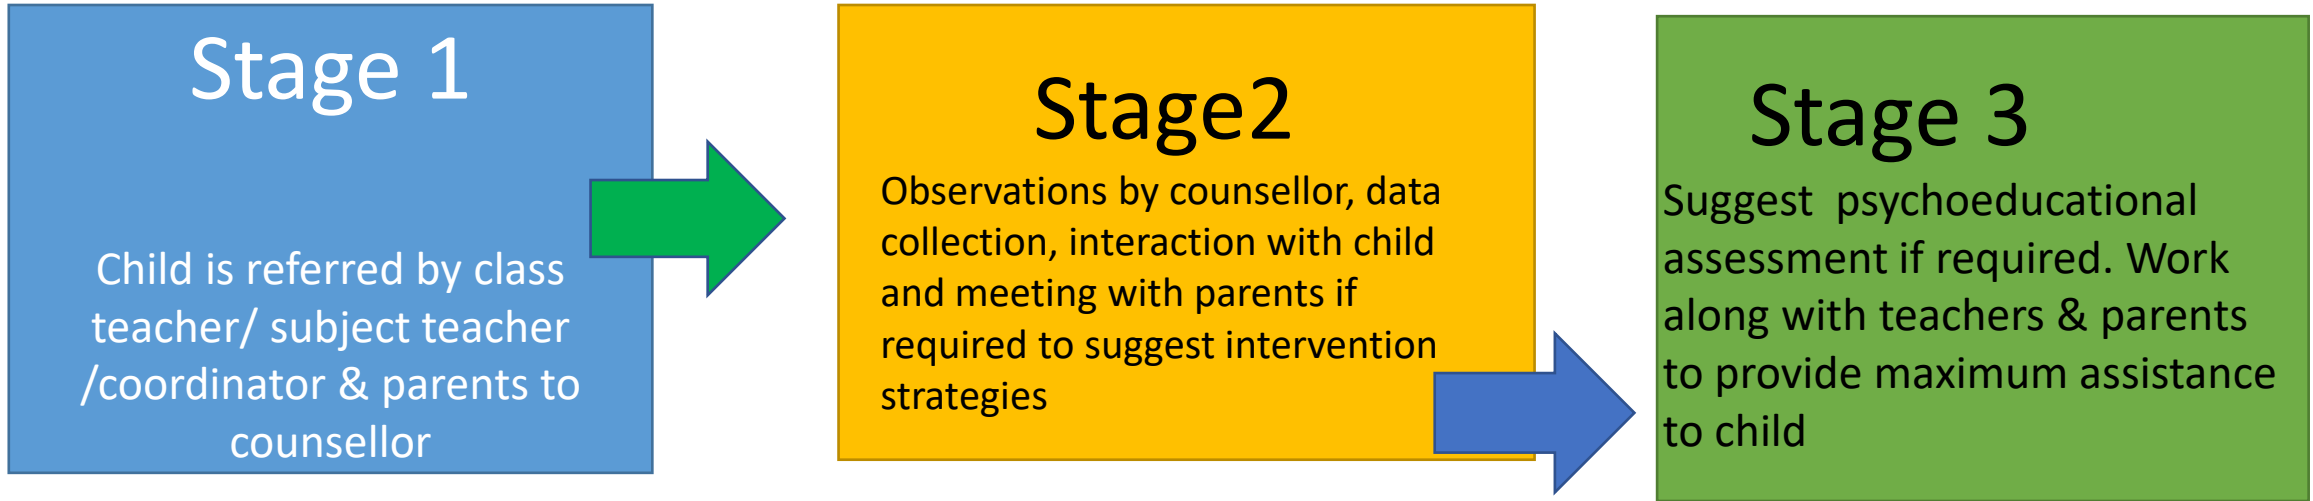 Stage 1
Child is referred by class
teacher/ subject teacher
/coordinator & parents to
counsellor
Stage2
Observations by counsellor, data
collection, interaction with child
and meeting with parents if
required to suggest intervention
strategies
Stage 3
Suggest  psychoeducational
assessment if required. Work
along with teachers & parents
to provide maximum assistance
to child